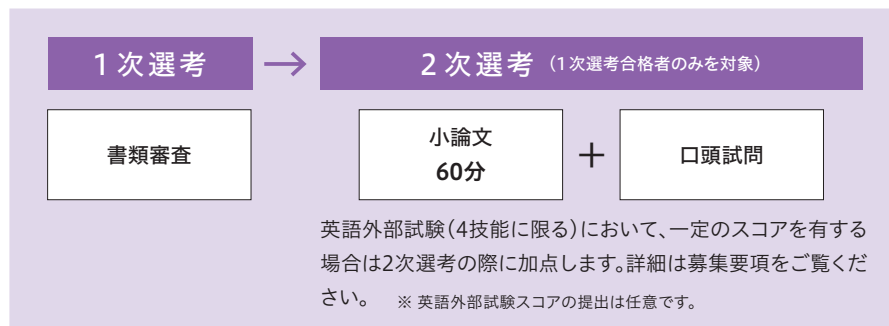 1次選考 → 2次選考 (1次選考合格者のみを対象)
書類審査
小論文
60分
+
口頭試問
英語外部試験(4技能に限る)において、一定のスコアを有する
場合は2次選考の際に加点します。詳細は募集要項をご覧くだ
さい。 ※ 英語外部試験スコアの提出は任意です。